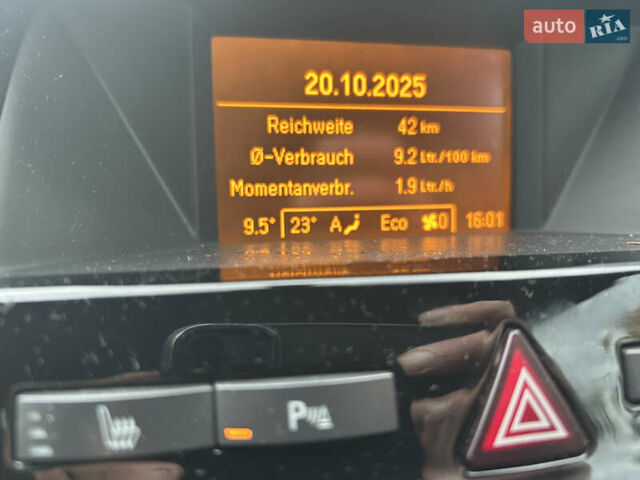 auto RIA.com
20.10.2025
Reichweite 42 km
Ø-Verbrauch 9.2 Ltr./100 km
Momentanverbr. 1.9 Ltr./h
9.5° 23° A Eco 0 16:01
P